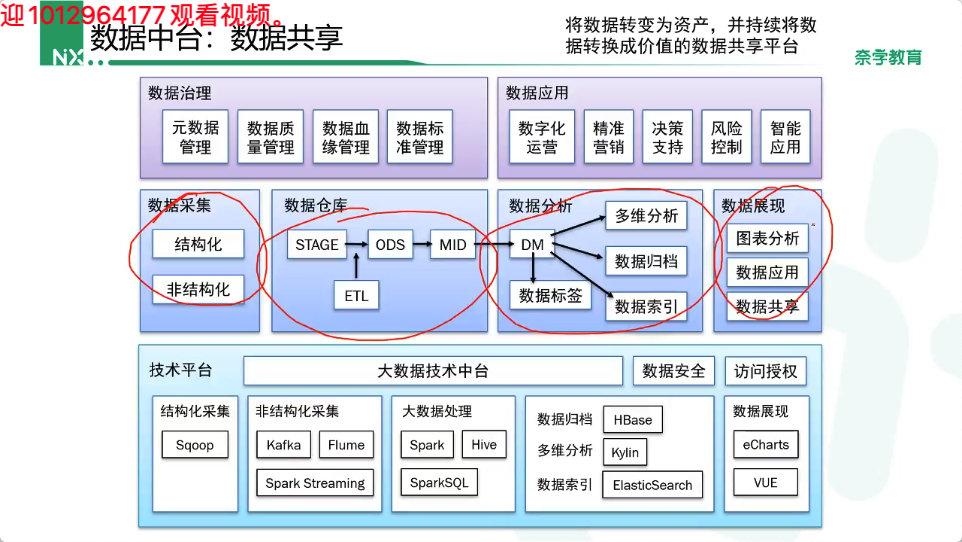 迎1012964177观看视频。
NX
数据中台：数据共享
将数据转变为资产，并持续将数
据转换成价值的数据共享平台
奈学教育
数据治理
元数据
管理
数据质
量管理
数据血
缘管理
数据标
准管理
数据应用
数字化
运营
精准
营销
决策
支持
风险
控制
智能
应用
数据采集
结构化
非结构化
数据仓库
STAGE
ODS
MID
ETL
数据分析
DM
数据标签
多维分析
数据归档
数据索引
数据展现
图表分析
数据应用
数据共享
技术平台
大数据技术中台
数据安全
访问授权
结构化采集
Sqoop
非结构化采集
Kafka
Flume
Spark Streaming
大数据处理
Spark
Hive
SparkSQL
数据归档
HBase
多维分析
Kylin
数据索引
ElasticSearch
数据展现
eCharts
VUE